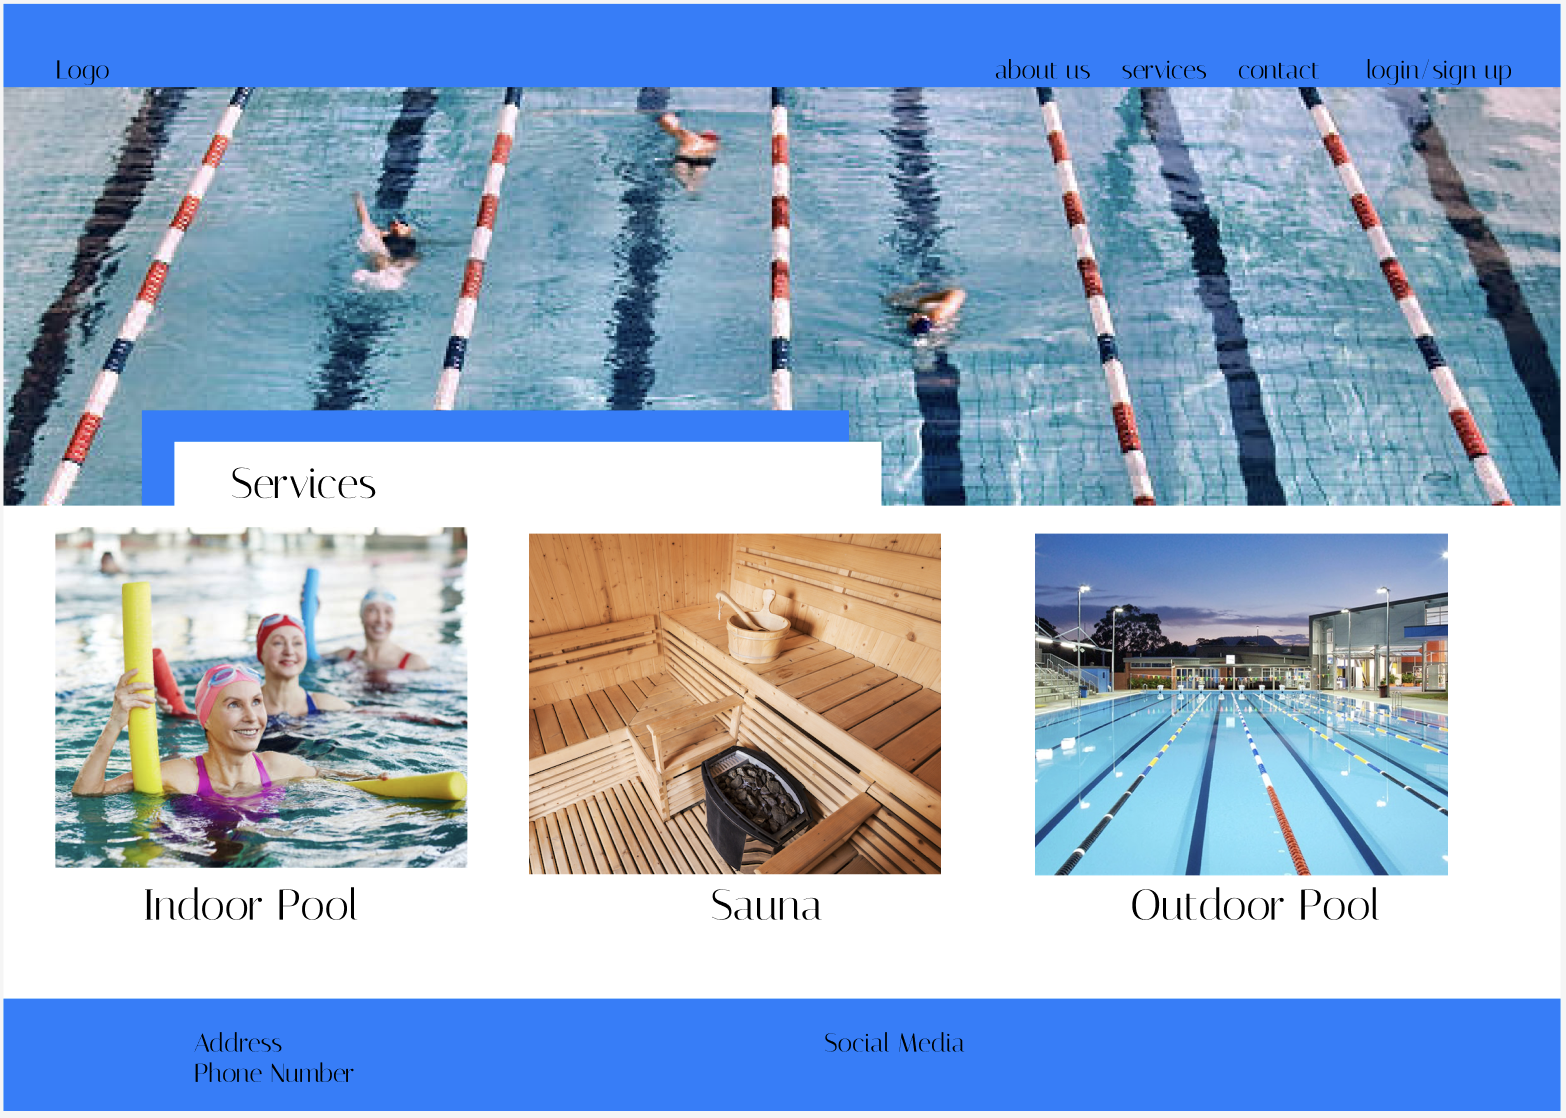 Logo
about us services contact login/sign up
Services
Indoor Pool
Sauna
Outdoor Pool
Address
Phone Number
Social Media